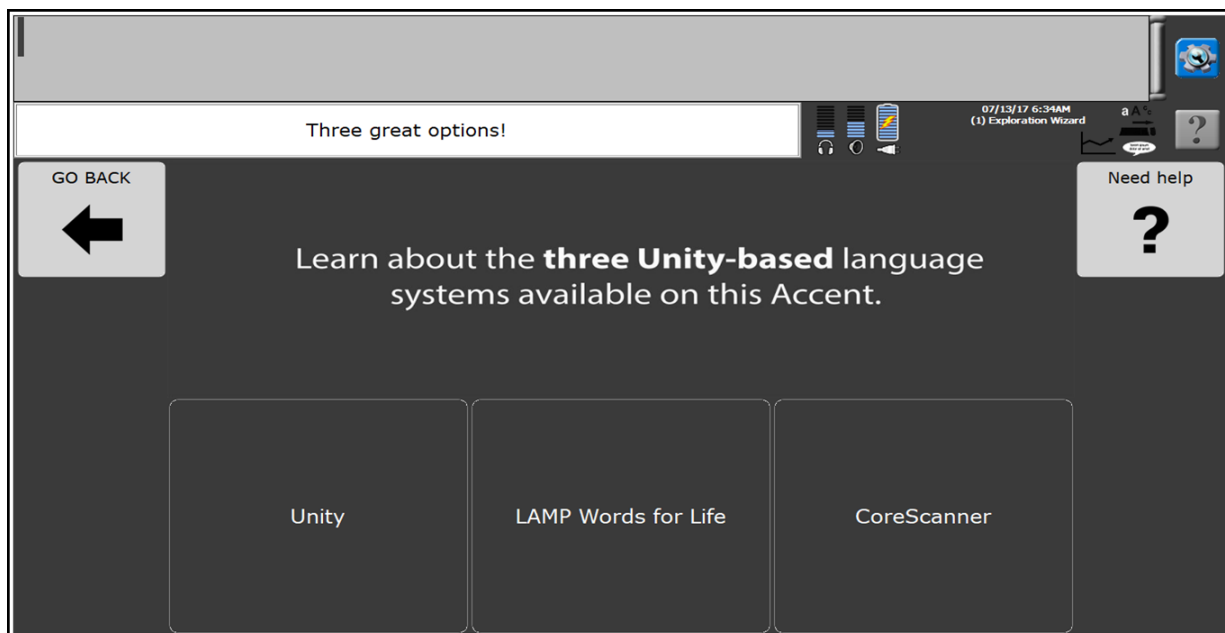 07/13/17 6:34AM
Three great options!
(1) Exploration Wizard
a A
?
GO BACK
Need help
?
Learn about the three Unity-based language
systems available on this Accent.
Unity
LAMP Words for Life
CoreScanner